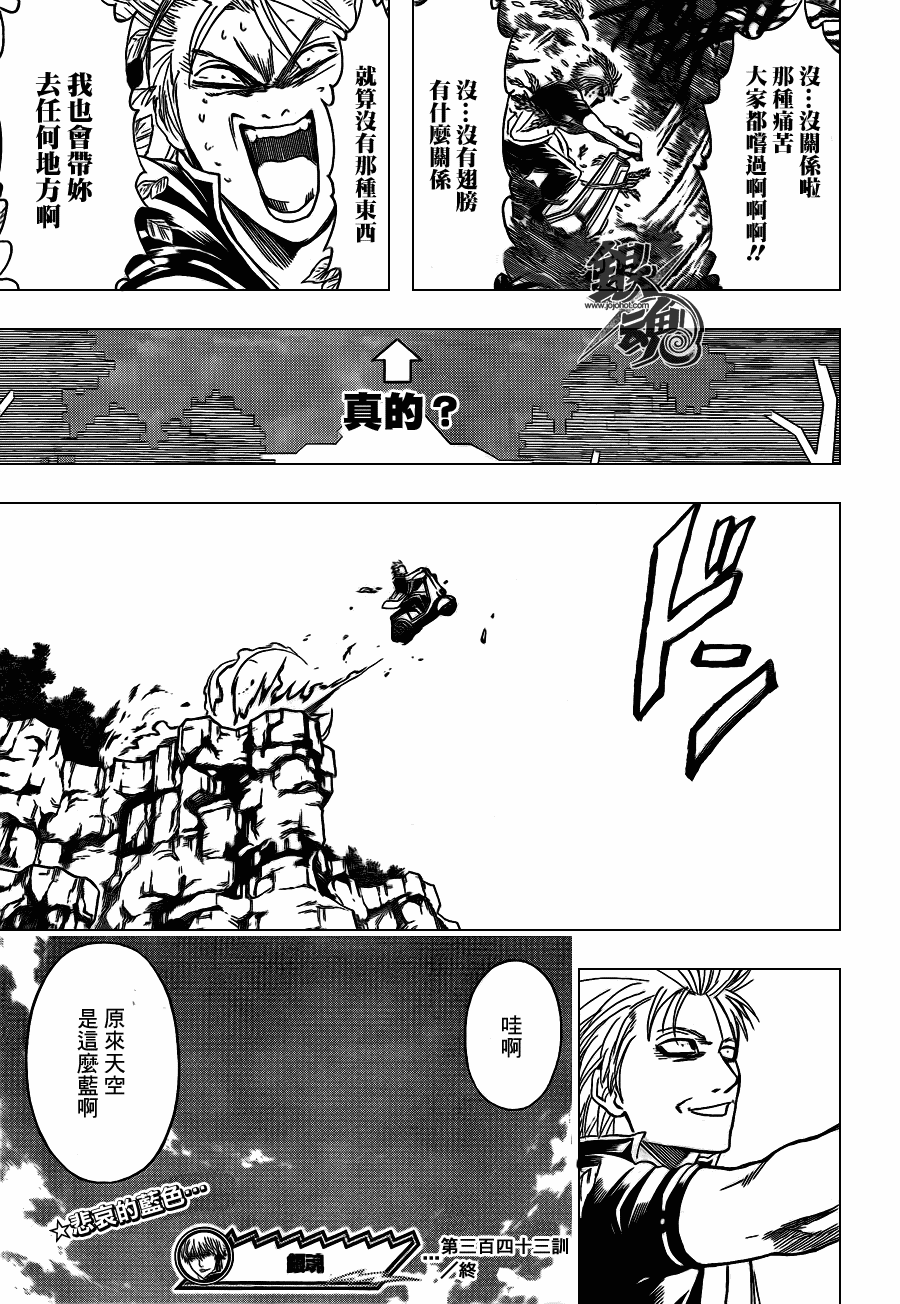 沒…沒關係啦
那種痛苦
大家都嚐過啊啊啊!!
沒…沒有翅膀
有什麼關係
就算沒有那種東西
我也會帶妳
去任何地方啊
銀魂
www.jojohot.com
真的？
ドーン
哇啊
原來天空
是這麼藍啊
☆悲哀的藍色…
銀魂
…第三百四十三訓
／終